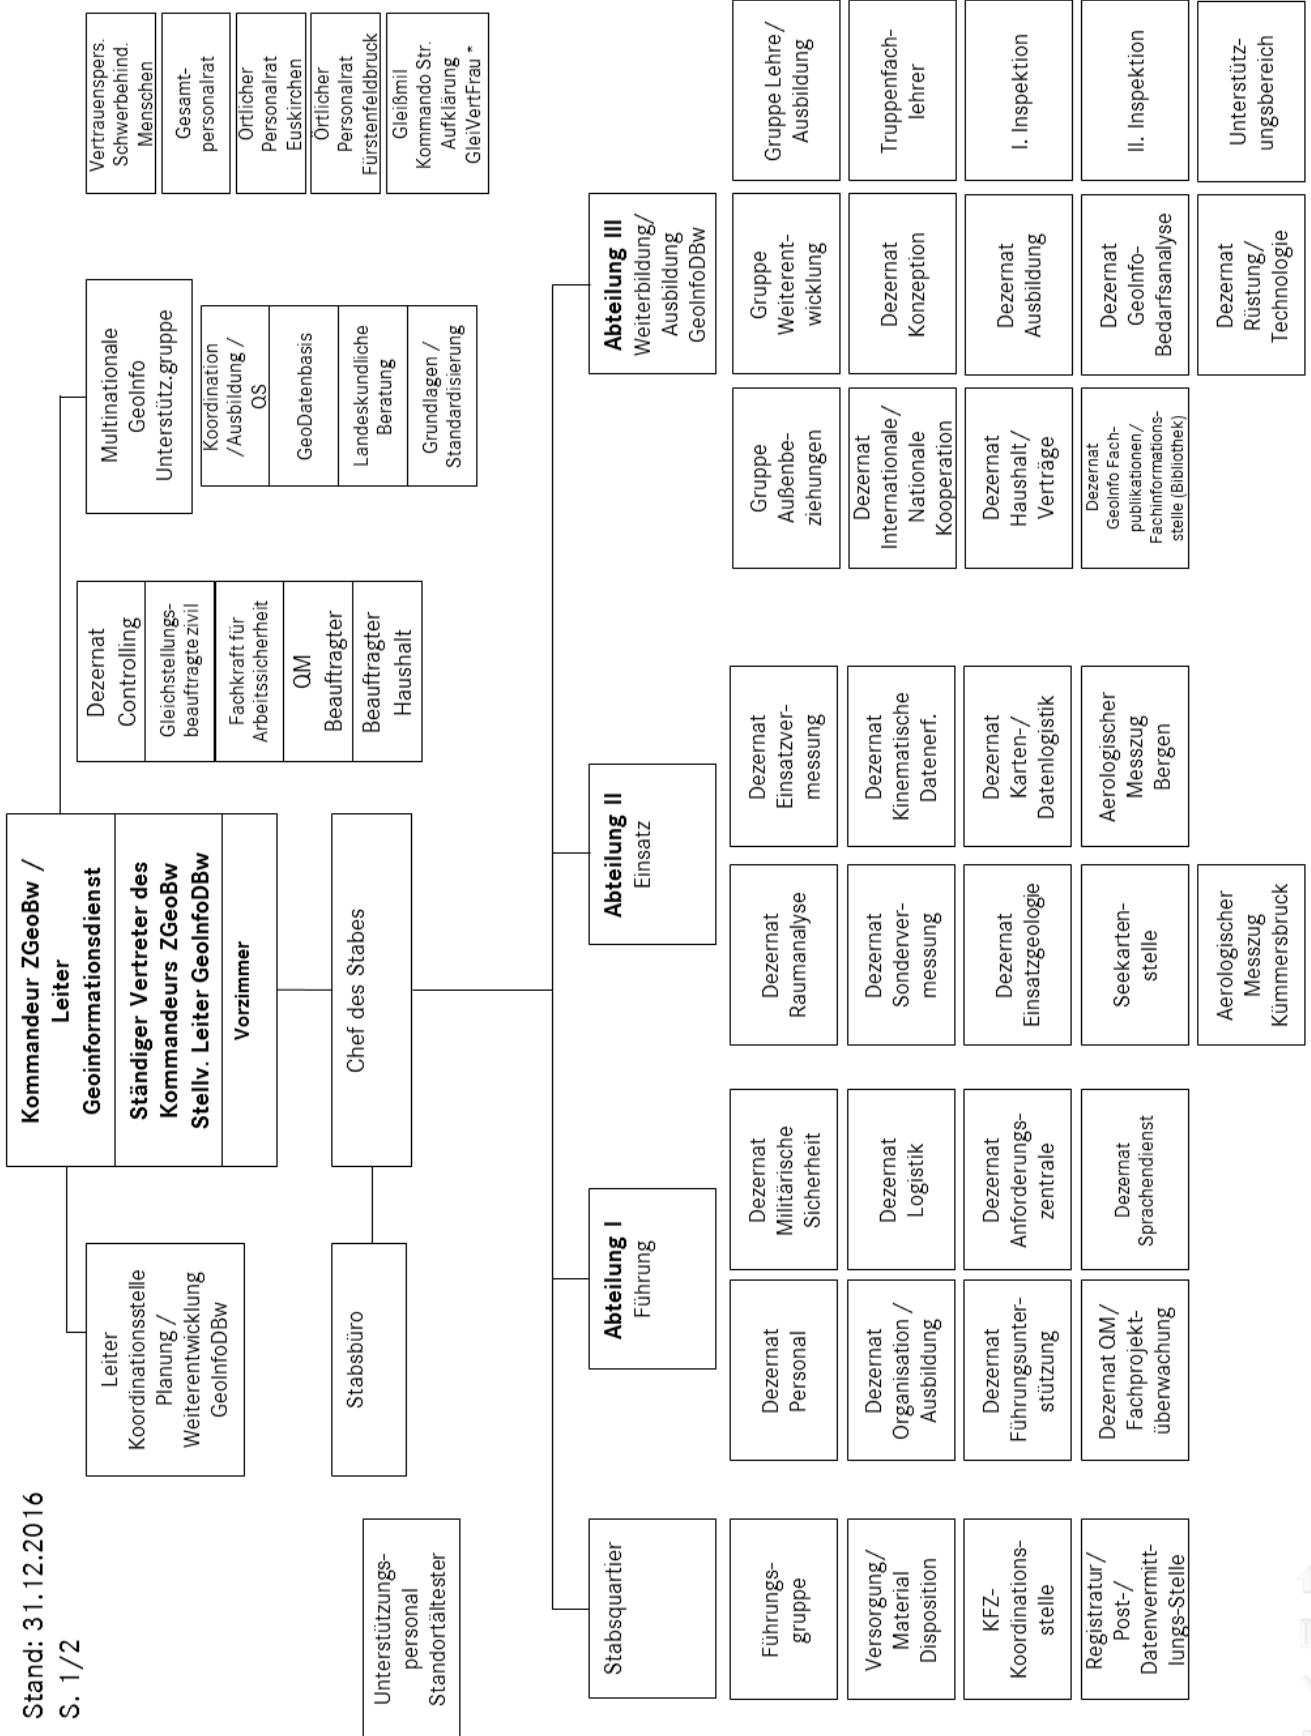 Stand: 31.12.2016
S. 1/2
Kommandeur ZGeoBw /
Leiter
Geoinformationsdienst
Ständiger Vertreter des
Kommandeurs ZGeoBw
Stellv. Leiter GeoInfoDBw
Vorzimmer
Leiter
Koordinationsstelle
Planung /
Weiterentwicklung
GeoInfoDBw
Dezernat
Controlling
Gleichstellungs-
beauftragte zivil
Fachkraft für
Arbeitssicherheit
QM
Beauftragter
Beauftragter
Haushalt
Multinationale
GeoInfo
Unterstütz.gruppe
Koordination
/Ausbildung /
QS
GeoDatenbasis
Landeskundliche
Beratung
Grundlagen /
Standardisierung
Vertrauenspers.
Schwerbehind.
Menschen
Gesamt-
personalrat
Örtlicher
Personalrat
Euskirchen
Örtlicher
Personalrat
Fürstenfeldbruck
Gleißmil
Kommando Str.
Aufklärung
GleiVertFrau *
Unterstützungs-
personal
Standortältester
Stabsbüro
Chef des Stabes
Stabsquartier
Führungs-
gruppe
Versorgung/
Material
Disposition
KFZ-
Koordinations-
stelle
Registratur/
Post-/
Datenvermitt-
lungs-Stelle
Abteilung I
Führung
Dezernat
Personal
Dezernat
Organisation /
Ausbildung
Dezernat
Führungsunter-
stützung
Dezernat QM/
Fachprojekt-
überwachung
Dezernat
Militärische
Sicherheit
Dezernat
Logistik
Dezernat
Anforderungs-
zentrale
Dezernat
Sprachendienst
Abteilung II
Einsatz
Dezernat
Raumanalyse
Dezernat
Sonderver-
messung
Dezernat
Einsatzgeologie
Seekarten-
stelle
Aerologischer
Messzug
Kümmersbruck
Dezernat
Einsatzver-
messung
Dezernat
Kinematische
Datenerf.
Dezernat
Karten-/
Datenlogistik
Aerologischer
Messzug
Bergen
Abteilung III
Weiterbildung/
Ausbildung
GeoInfoDBw
Gruppe
Außenbe-
ziehungen
Dezernat
Internationale/
Nationale
Kooperation
Dezernat
Haushalt/
Verträge
Dezernat
GeoInfo Fach-
publikationen/
Fachinformations-
stelle (Bibliothek)
Gruppe
Weiterent-
wicklung
Dezernat
Konzeption
Dezernat
Ausbildung
Dezernat
GeoInfo-
Bedarfsanalyse
Dezernat
Rüstung/
Technologie
Gruppe Lehre/
Ausbildung
Truppenfach-
lehrer
I. Inspektion
II. Inspektion
Unterstütz-
ungsbereich